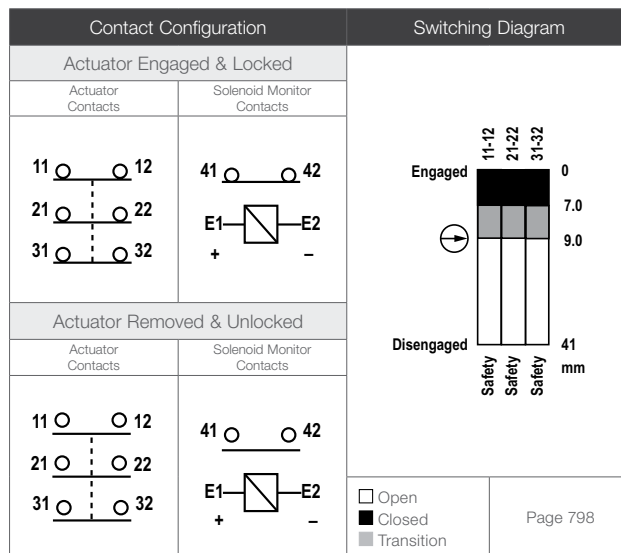 Contact Configuration
Switching Diagram
Actuator Engaged & Locked
Actuator
Contacts
Solenoid Monitor
Contacts
11 12
21 22
31 32
41 42
E1 E2
+ –
Actuator Removed & Unlocked
Actuator
Contacts
Solenoid Monitor
Contacts
11 12
21 22
31 32
41 42
E1 E2
+ –
11-12
21-22
31-32
Engaged 0
7.0
9.0
Disengaged 41
mm
Safety
Safety
Safety
Open
Closed
Transition
Page 798